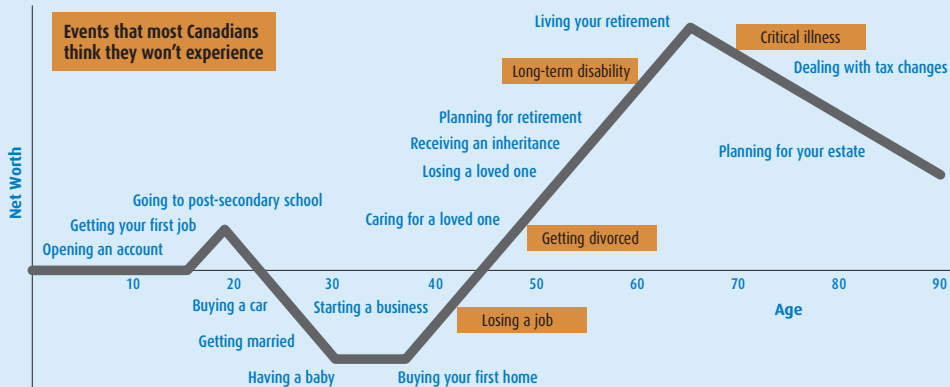 Events that most Canadians
think they won't experience
Living your retirement
Critical illness
Long-term disability
Dealing with tax changes
Planning for retirement
Receiving an inheritance
Planning for your estate
Losing a loved one
Net Worth
Going to post-secondary school
Getting your first job
Caring for a loved one
Getting divorced
Opening an account
10 20 30 40 50 60 70 80 90
Buying a car
Starting a business
Losing a job
Age
Getting married
Having a baby
Buying your first home